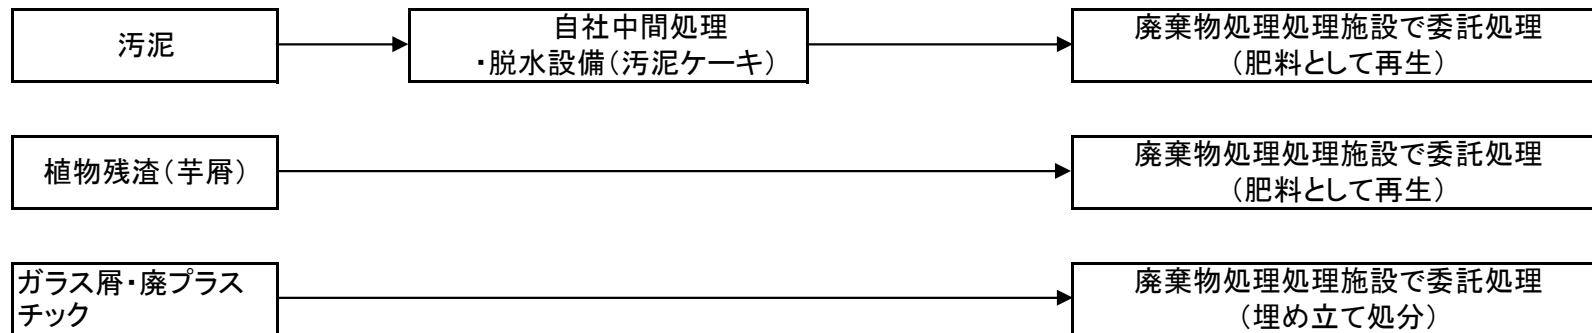 汚泥
自社中間処理
・脱水設備(汚泥ケーキ)
廃棄物処理処理施設で委託処理
(肥料として再生)
植物残渣(芋屑)
廃棄物処理処理施設で委託処理
(肥料として再生)
ガラス屑・廃プラス
チック
廃棄物処理処理施設で委託処理
(埋め立て処分)